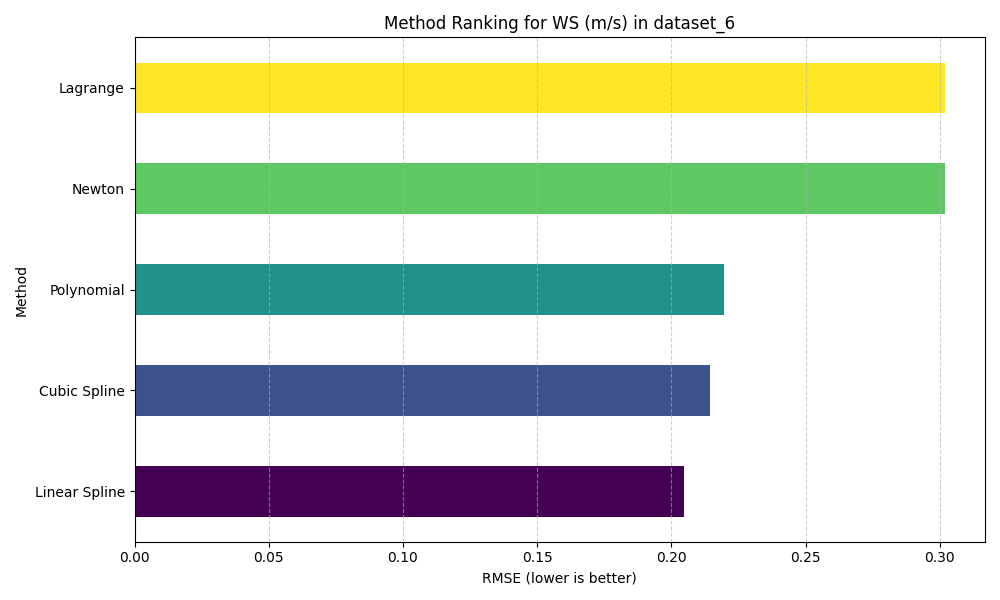 Method Ranking for WS (m/s) in dataset_6
Method
Lagrange
Newton
Polynomial
Cubic Spline
Linear Spline
0.00 0.05 0.10 0.15 0.20 0.25 0.30
RMSE (lower is better)